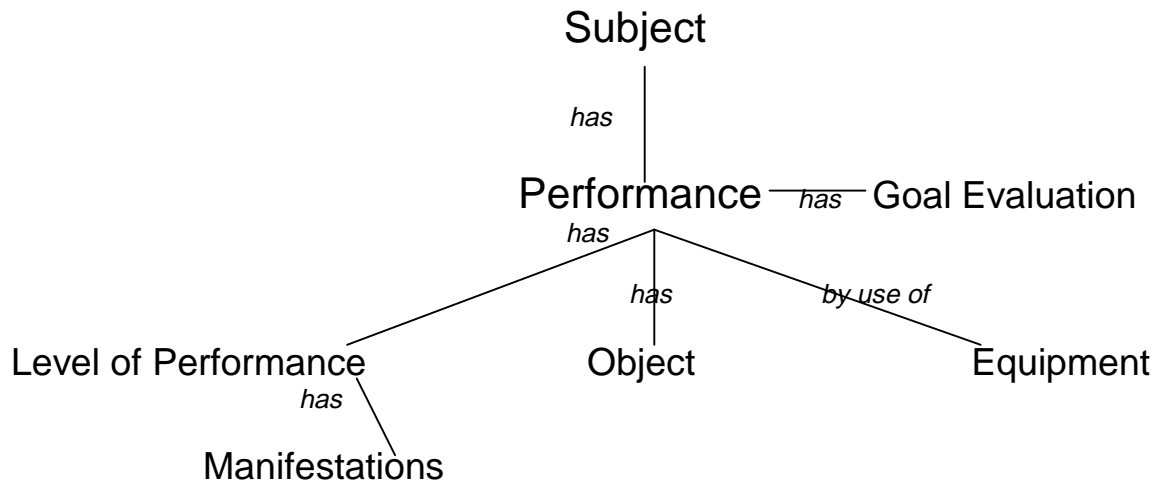 Subject
has
Performance has Goal Evaluation
has
has by use of
Level of Performance Object Equipment
has
Manifestations